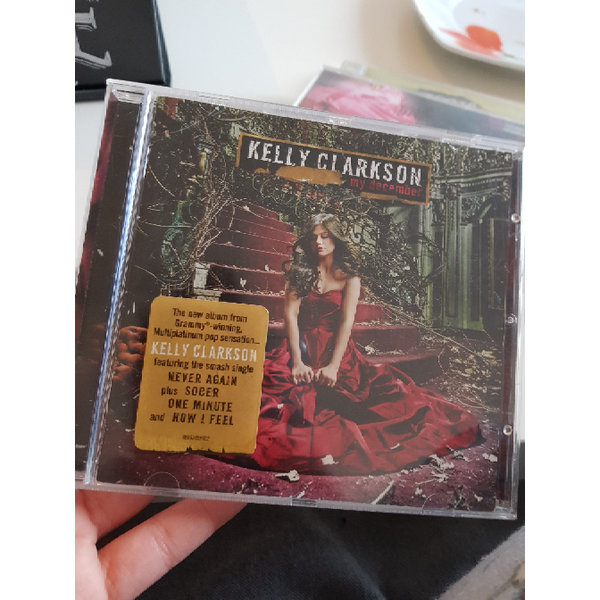 KELLY CLARKSON
my december
The new album from
Grammy®-winning,
Multiplatinum pop sensation...
KELLY CLARKSON
featuring the smash single
NEVER AGAIN
plus SOBER
ONE MINUTE
and HOW I FEEL